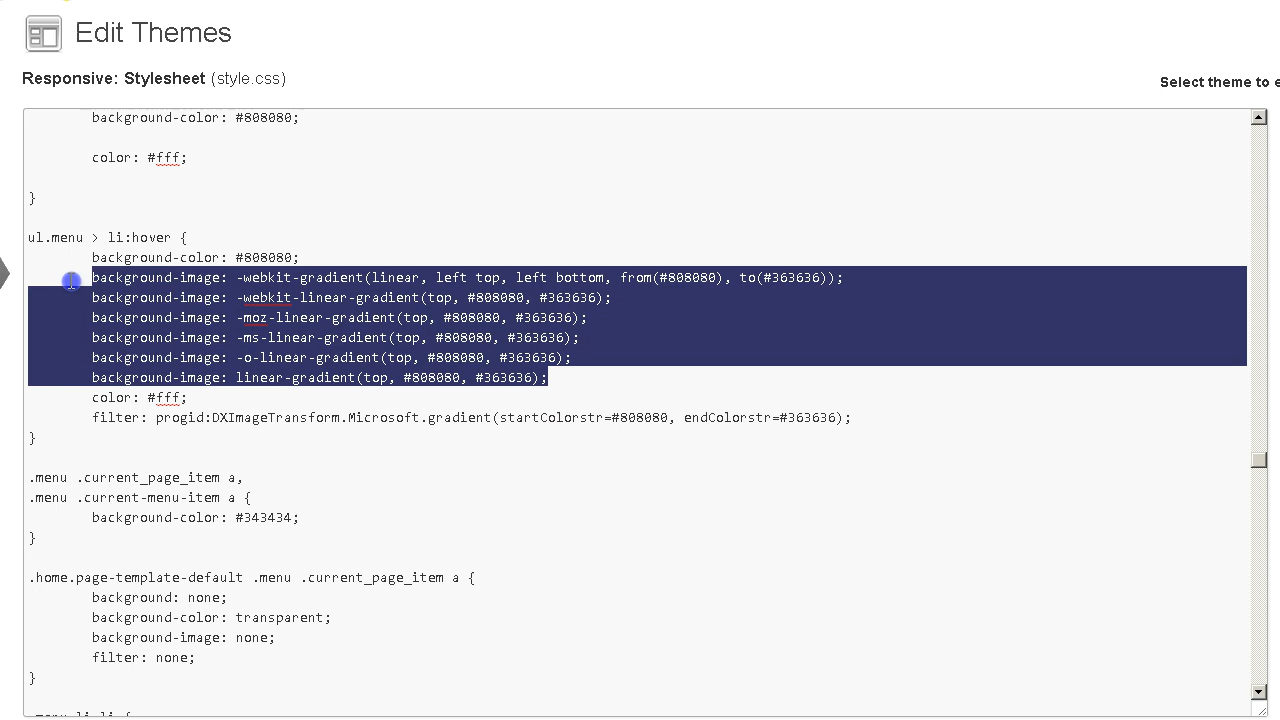 Edit Themes
Responsive: Stylesheet (style.css)
Select theme to e
background-color: #808080;
color: #fff;
}
ul.menu > li:hover {
background-color: #808080;
background-image: -webkit-gradient(linear, left top, left bottom, from(#808080), to(#363636));
background-image: -webkit-linear-gradient(top, #808080, #363636);
background-image: -moz-linear-gradient(top, #808080, #363636);
background-image: -ms-linear-gradient(top, #808080, #363636);
background-image: -o-linear-gradient(top, #808080, #363636);
background-image: linear-gradient(top, #808080, #363636);
color: #fff;
filter: progid:DXImageTransform.Microsoft.gradient(startColorstr=#808080, endColorstr=#363636);
}
.menu .current_page_item a,
.menu .current-menu-item a {
background-color: #343434;
}
.home.page-template-default .menu .current_page_item a {
background: none;
background-color: transparent;
background-image: none;
filter: none;
}